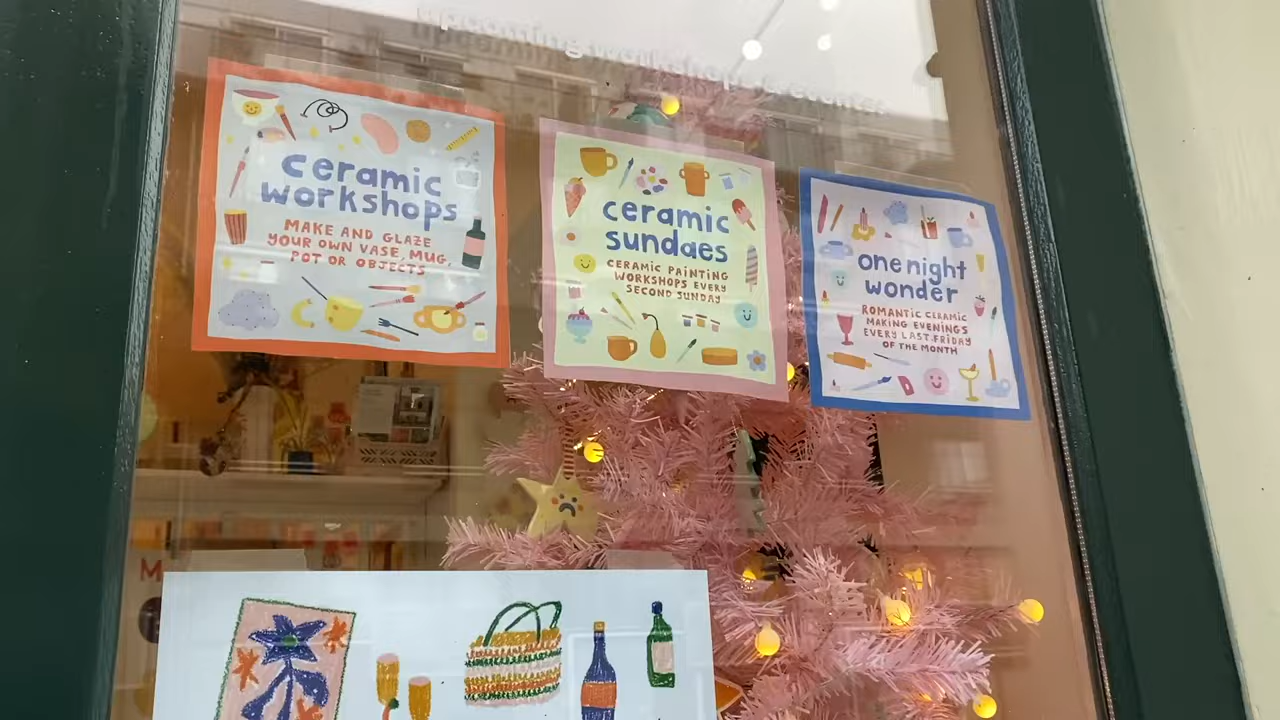 ceramic
workshops
MAKE AND GLAZE
YOUR OWN VASE, MUG,
POT OR OBJECTS
ceramic
sundaes
CERAMIC PAINTING
WORKSHOPS EVERY
SECOND SUNDAY
one night
wonder
ROMANTIC CERAMIC
MAKING EVENINGS
EVERY LAST FRIDAY
OF THE MONTH